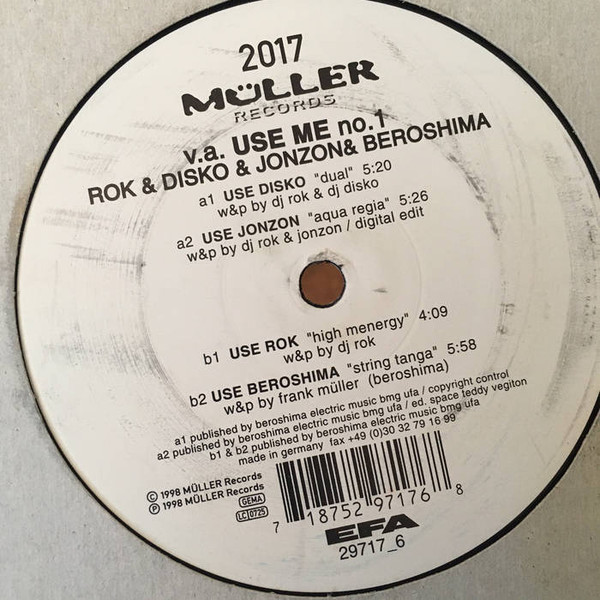 2017
MÜLLER
RECORDS
v.a. USE ME no.1
ROK & DISKO & JONZON& BEROSHIMA
a1 USE DISKO "dual" 5:20
w&p by dj rok & dj disko
a2 USE JONZON "aqua regia" 5:26
w&p by dj rok & jonzon / digital edit
b1 USE ROK "high menergy" 4:09
w&p by dj rok
b2 USE BEROSHIMA "string tanga" 5:58
w&p by frank müller (beroshima)
a1 published by beroshima electric music bmg ufa / copyright control
a2 published by beroshima electric music bmg ufa / ed. space teddy vegiton
b1 & b2 published by beroshima electric music bmg ufa
made in germany fax +49 (0)30 32 79 16 99
© 1998 MÜLLER Records
℗ 1998 MÜLLER Records
GEMA
LC 0725
7 18752 97176 8
EFA
29717_6